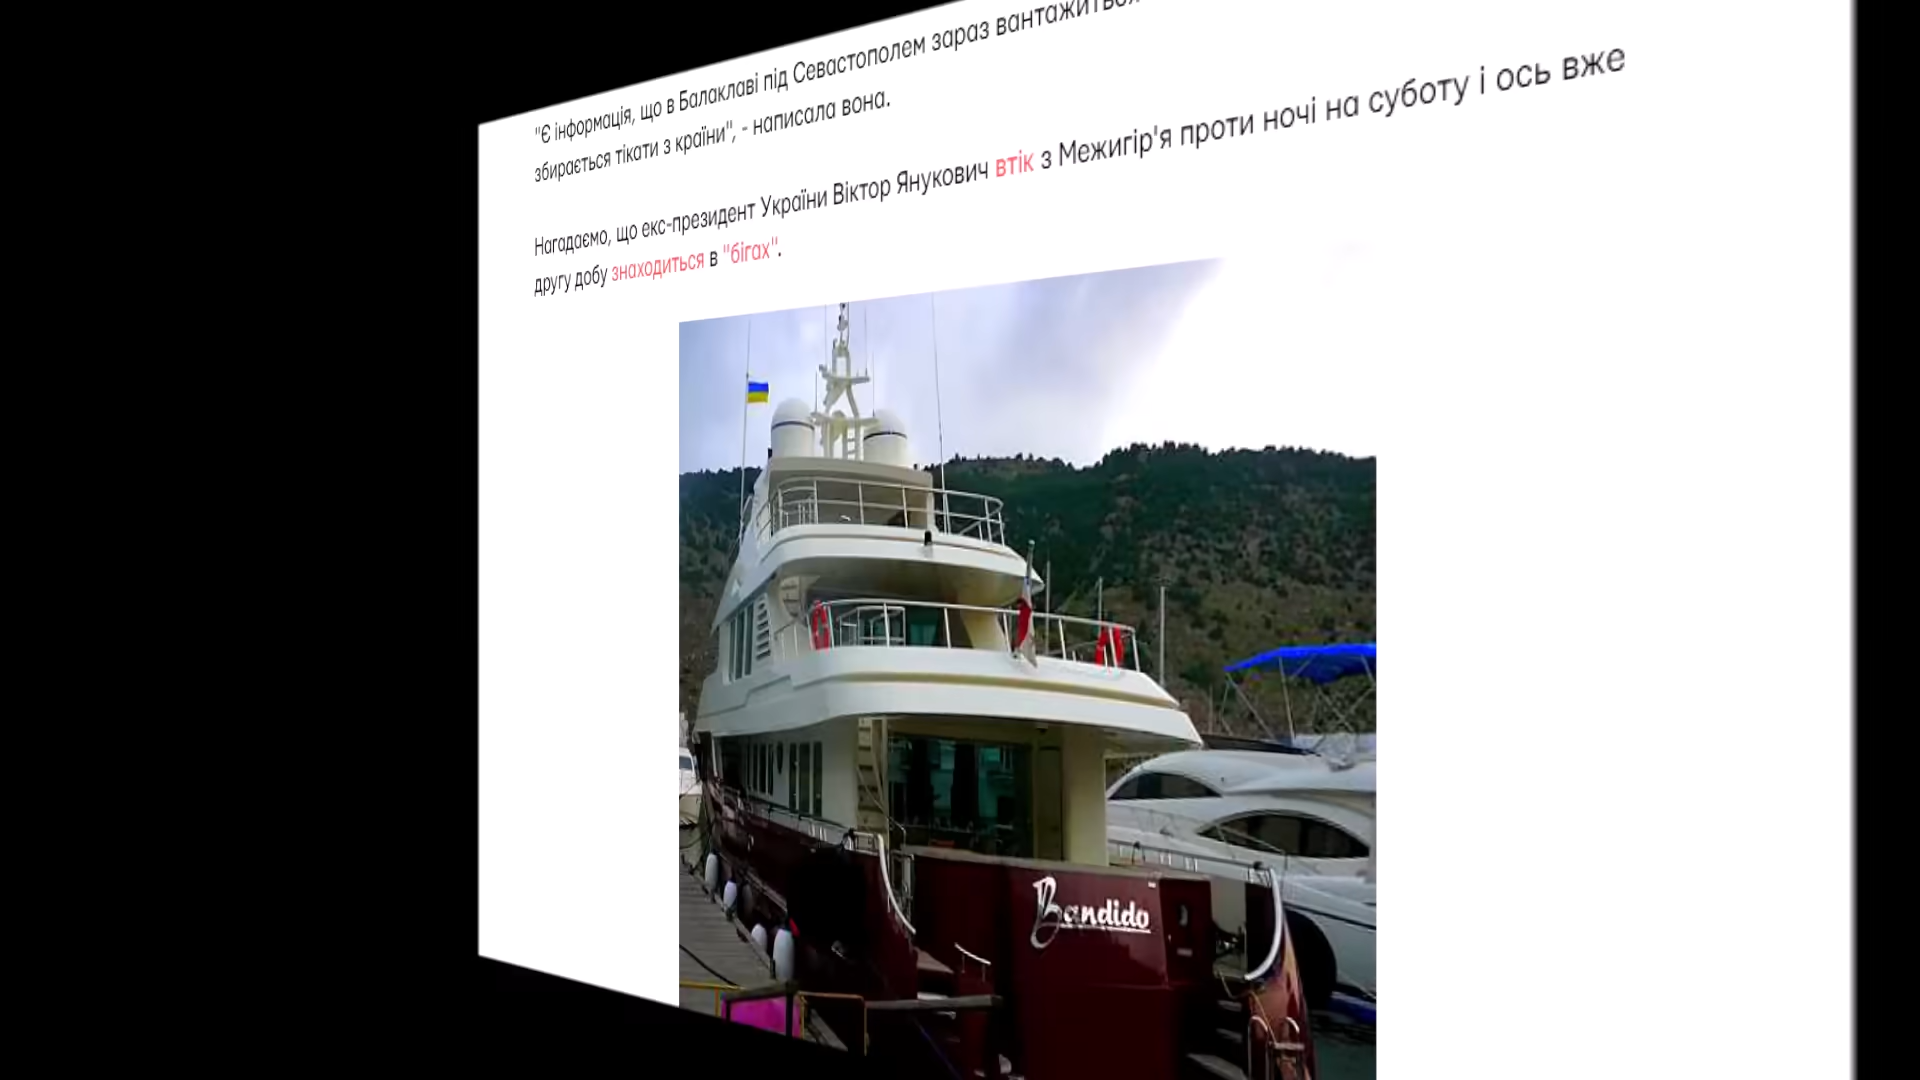 "Є інформація, що в Балаклаві під Севастополем зараз вантажиться
збирається тікати з країни", - написала вона.
Нагадаємо, що екс-президент України Віктор Янукович втік з Межигір'я проти ночі на суботу і ось вже
другу добу знаходиться в "бігах".
Bandido